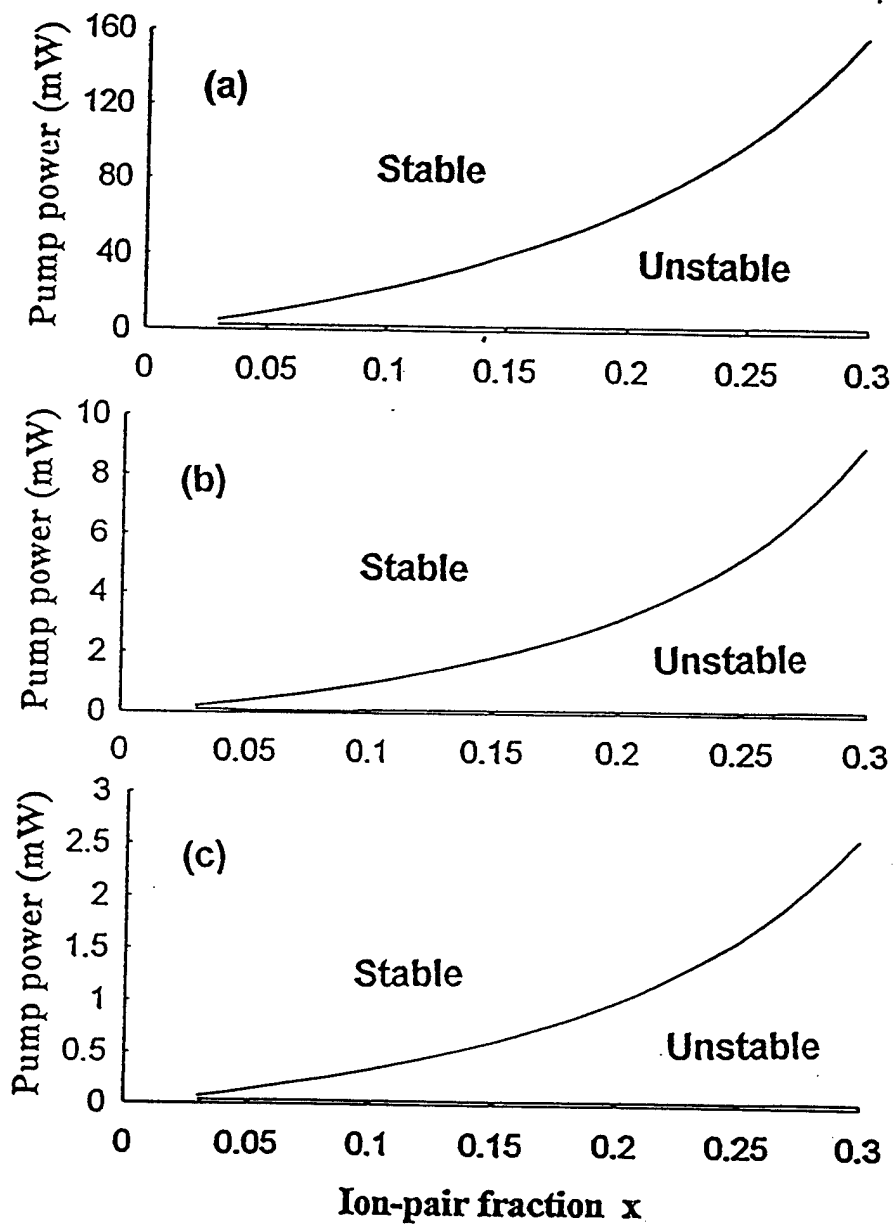 Pump power (mW)
160
120
80
40
0
(a)
Stable
Unstable
0 0.05 0.1 0.15 0.2 0.25 0.3
Pump power (mW)
10
8
6
4
2
0
(b)
Stable
Unstable
0 0.05 0.1 0.15 0.2 0.25 0.3
Pump power (mW)
3
2.5
2
1.5
1
0.5
0
(c)
Stable
Unstable
0 0.05 0.1 0.15 0.2 0.25 0.3
Ion-pair fraction x